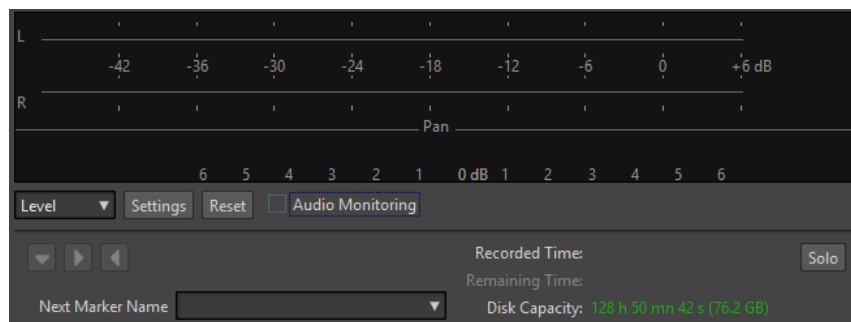 L
-42 -36 -30 -24 -18 -12 -6 0 +6 dB
R
Pan
6 5 4 3 2 1 0 dB 1 2 3 4 5 6
Level Settings Reset Audio Monitoring
Recorded Time: Solo
Remaining Time:
Next Marker Name Disk Capacity: 128 h 50 mn 42 s (76.2 GB)